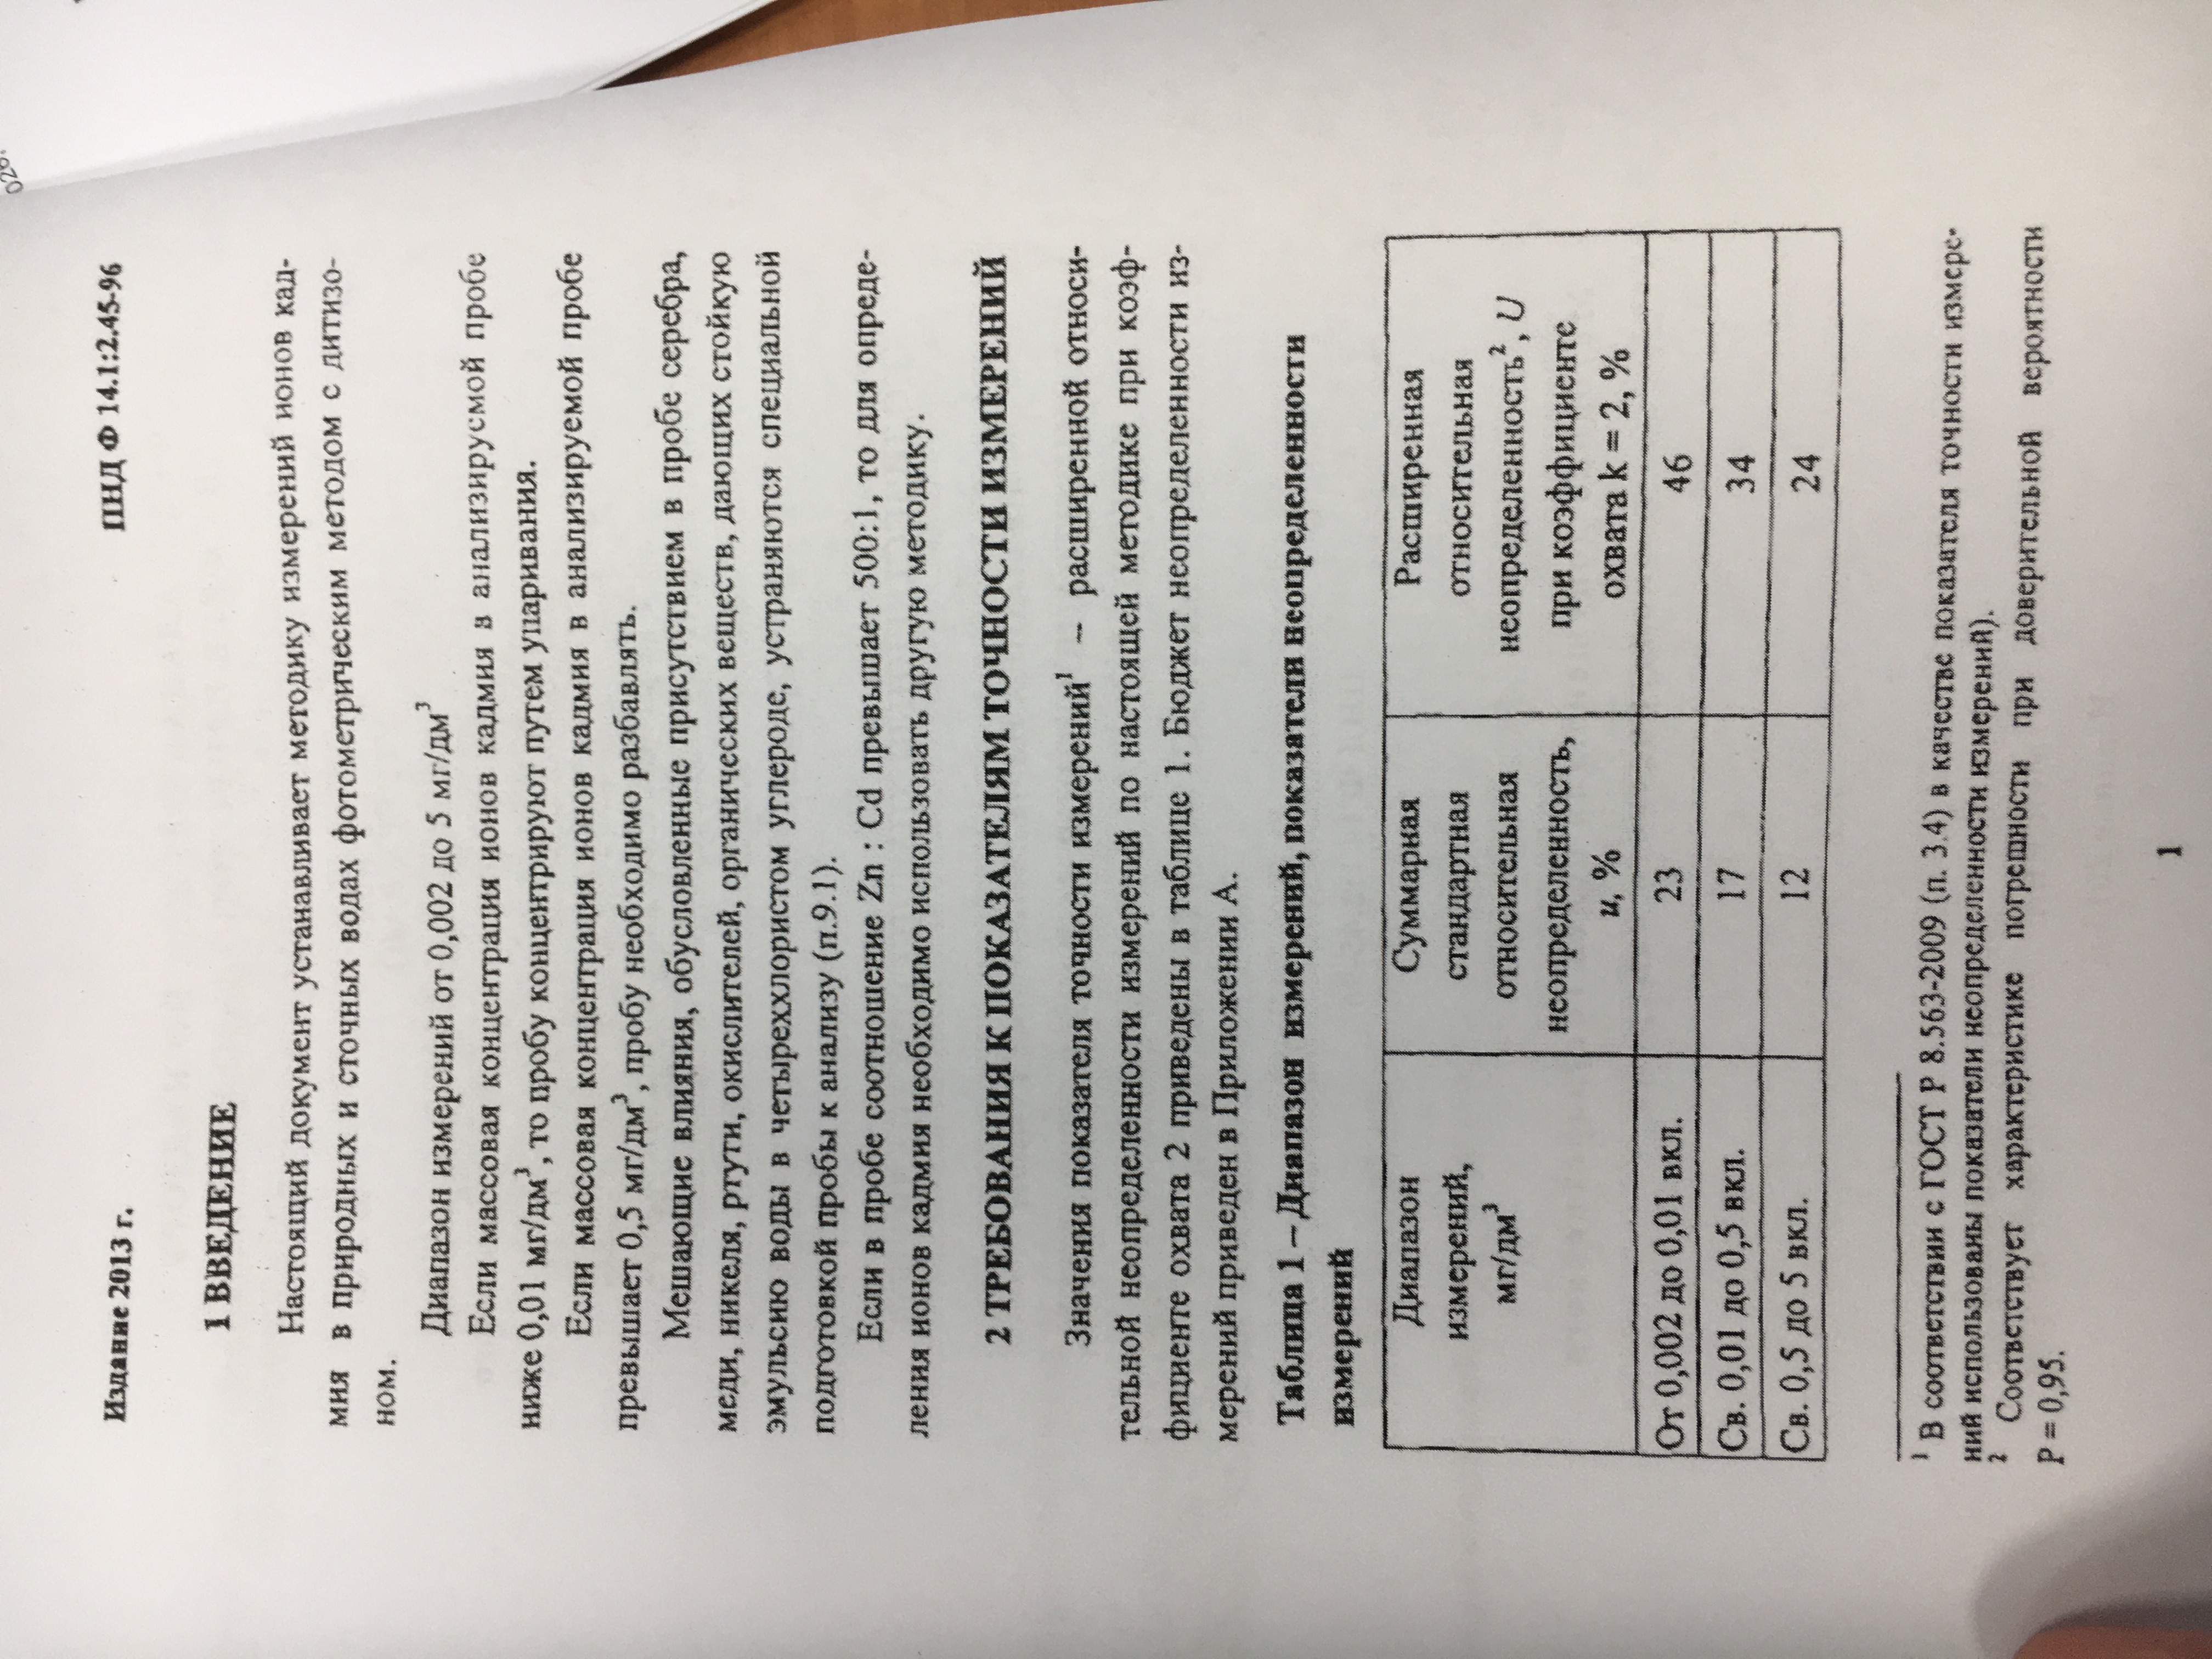 Издание 2013 г. ПНД Ф 14.1:2.45-96
1 ВВЕДЕНИЕ
Настоящий документ устанавливает методику измерений ионов кад-
мия в природных и сточных водах фотометрическим методом с дитизо-
ном.
Диапазон измерений от 0,002 до 5 мг/дм³
Если массовая концентрация ионов кадмия в анализируемой пробе
ниже 0,01 мг/дм³, то пробу концентрируют путем упаривания.
Если массовая концентрация ионов кадмия в анализируемой пробе
превышает 0,5 мг/дм³, пробу необходимо разбавлять.
Мешающие влияния, обусловленные присутствием в пробе серебра,
меди, никеля, ртути, окислителей, органических веществ, дающих стойкую
эмульсию воды в четыреххлористом углероде, устраняются специальной
подготовкой пробы к анализу (п.9.1).
Если в пробе соотношение Zn : Cd превышает 500:1, то для опреде-
ления ионов кадмия необходимо использовать другую методику.
2 ТРЕБОВАНИЯ К ПОКАЗАТЕЛЯМ ТОЧНОСТИ ИЗМЕРЕНИЙ
Значения показателя точности измерений¹ – расширенной относи-
тельной неопределенности измерений по настоящей методике при коэф-
фициенте охвата 2 приведены в таблице 1. Бюджет неопределенности из-
мерений приведен в Приложении А.
Таблица 1 – Диапазон измерений, показатели неопределенности
измерений
Диапазон
измерений,
мг/дм³
Суммарная
стандартная
относительная
неопределенность,
u, %
Расширенная
относительная
неопределенность², U
при коэффициенте
охвата k = 2, %
От 0,002 до 0,01 вкл. 23 46
Св. 0,01 до 0,5 вкл. 17 34
Св. 0,5 до 5 вкл. 12 24
¹ В соответствии с ГОСТ Р 8.563-2009 (п. 3.4) в качестве показателя точности измере-
ний использованы показатели неопределенности измерений).
² Соответствует характеристике погрешности при доверительной вероятности
P = 0,95.
1